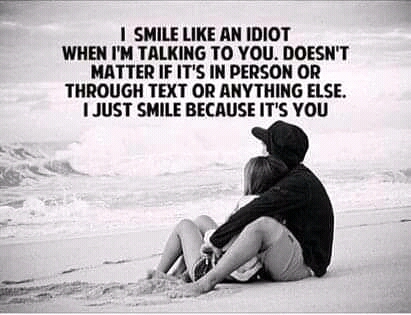 I SMILE LIKE AN IDIOT
WHEN I'M TALKING TO YOU. DOESN'T
MATTER IF IT'S IN PERSON OR
THROUGH TEXT OR ANYTHING ELSE.
I JUST SMILE BECAUSE IT'S YOU